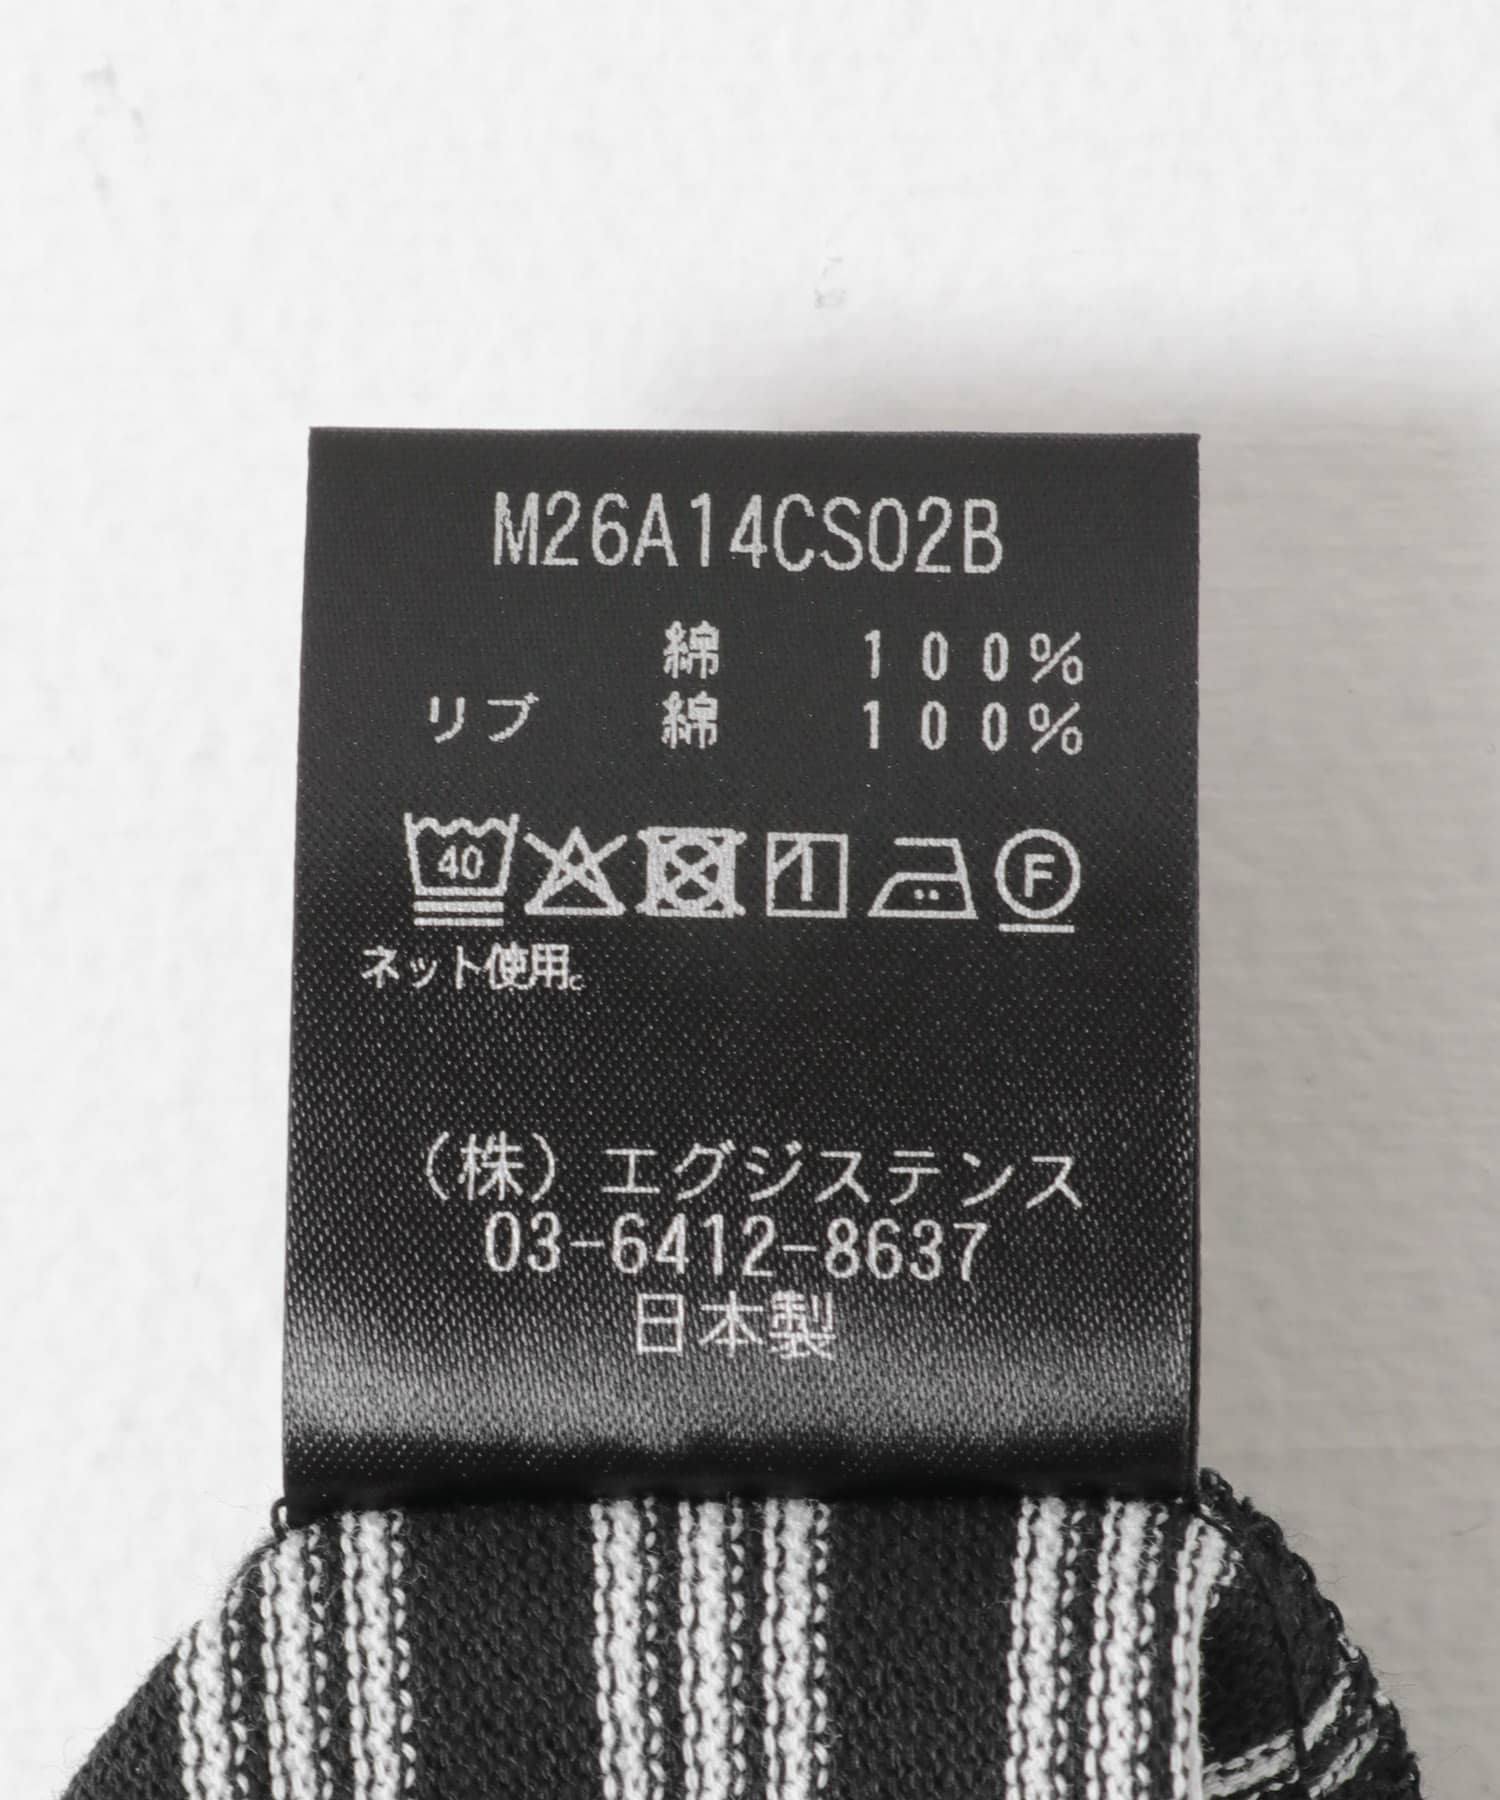 M26A14CS02B
綿 100%
リブ 綿 100%
40 F
ネット使用。
（株）エグジステンス
03-6412-8637
日本製